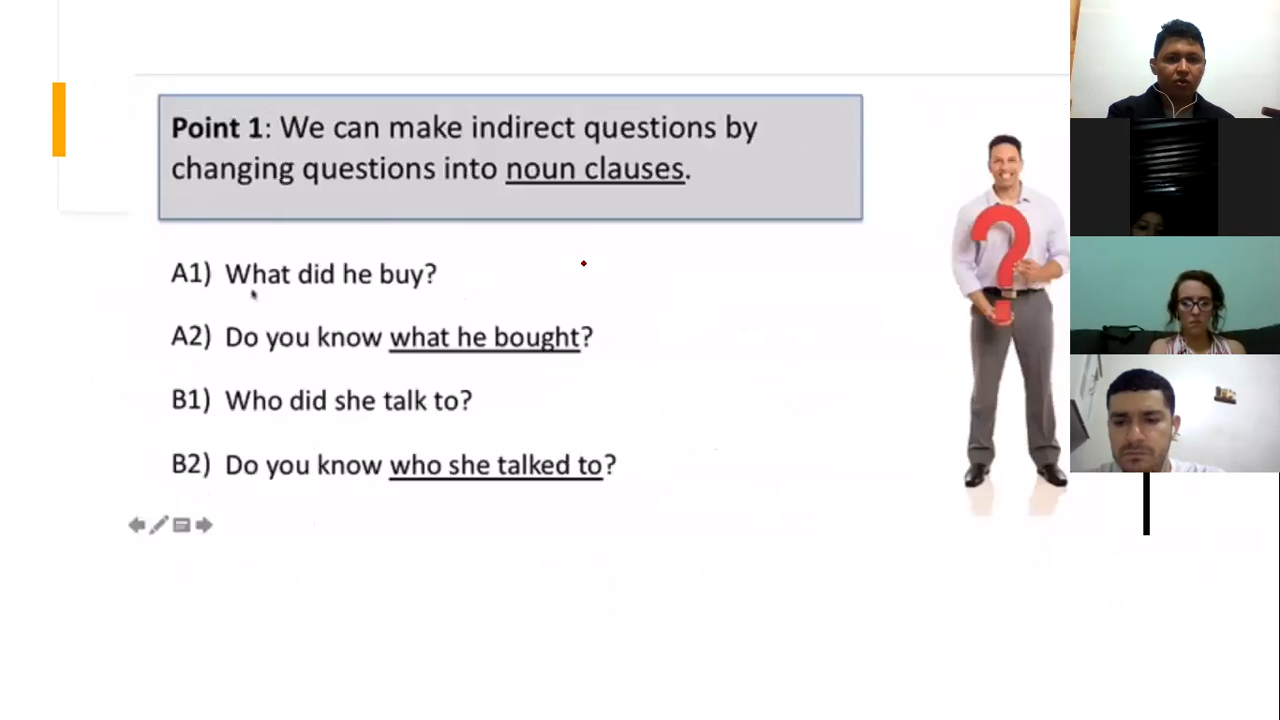 Point 1: We can make indirect questions by
changing questions into noun clauses.
A1) What did he buy?
A2) Do you know what he bought?
B1) Who did she talk to?
B2) Do you know who she talked to?